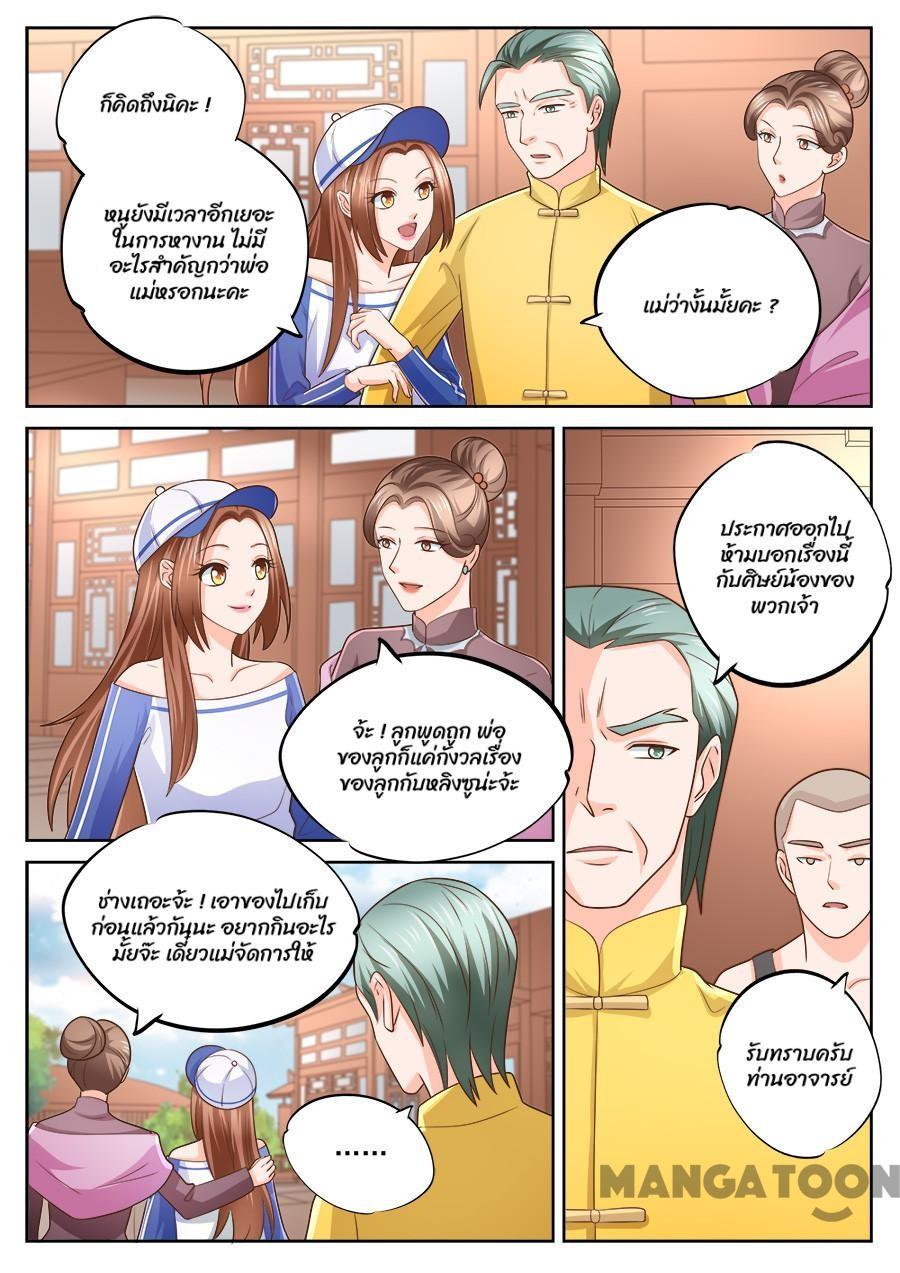 ก็คิดถึงนิคะ !
หนูยังมีเวลาอีกเยอะ
ในการหางาน ไม่มี
อะไรสำคัญกว่าพ่อ
แม่หรอกนะคะ
แม่ว่างั้นมั้ยคะ ?
จ้ะ ! ลูกพูดถูก พ่อ
ของลูกก็แค่กังวลเรื่อง
ของลูกกับหลิงซูน่ะจ้ะ
ช่างเถอะจ้ะ ! เอาของไปเก็บ
ก่อนแล้วกันนะ อยากกินอะไร
มั้ยจ๊ะ เดี๋ยวแม่จัดการให้
......
ประกาศออกไป
ห้ามบอกเรื่องนี้
กับศิษย์น้องของ
พวกเจ้า
รับทราบครับ
ท่านอาจารย์
MANGATOON